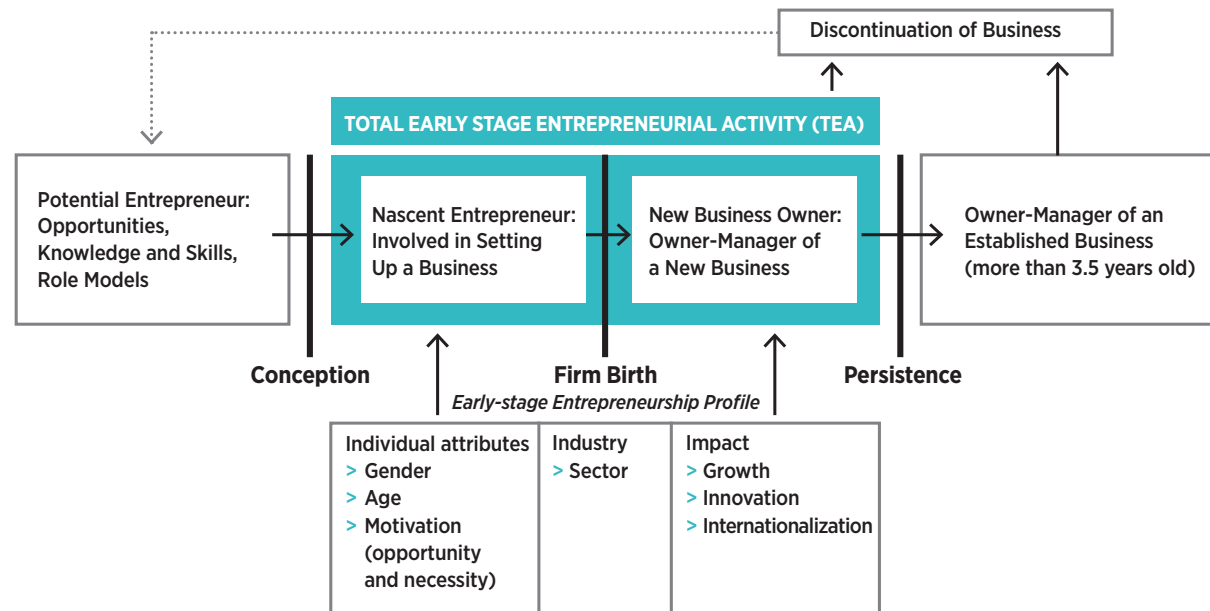 Discontinuation of Business
TOTAL EARLY STAGE ENTREPRENEURIAL ACTIVITY (TEA)
Potential Entrepreneur:
Opportunities,
Knowledge and Skills,
Role Models
Nascent Entrepreneur:
Involved in Setting
Up a Business
New Business Owner:
Owner-Manager of
a New Business
Owner-Manager of an
Established Business
(more than 3.5 years old)
Conception
Firm Birth
Persistence
Early-stage Entrepreneurship Profile
Individual attributes
> Gender
> Age
> Motivation
(opportunity
and necessity)
Industry
> Sector
Impact
> Growth
> Innovation
> Internationalization